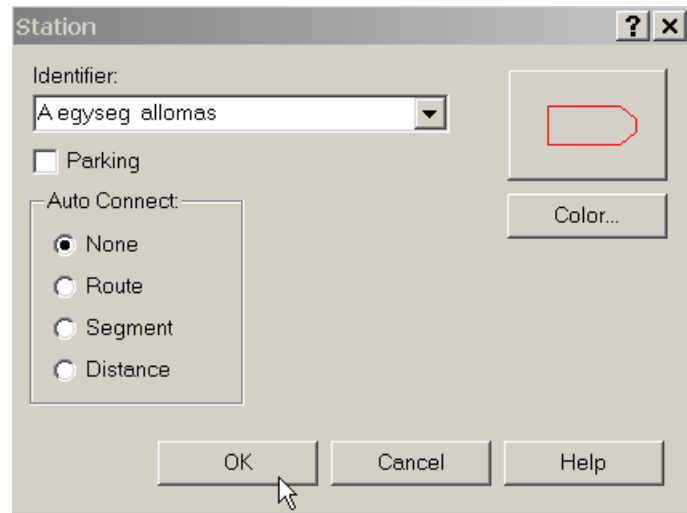 Station
Identifier:
A egyseg allomas
Parking
Auto Connect:
None
Route
Segment
Distance
Color...
OK
Cancel
Help